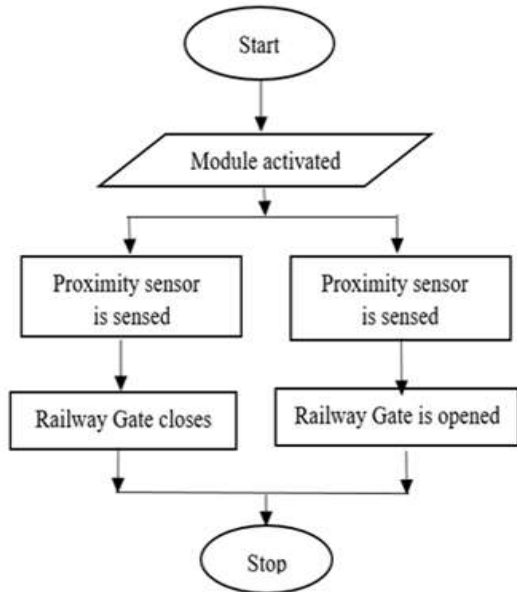 Start
Module activated
Proximity sensor
is sensed
Proximity sensor
is sensed
Railway Gate closes
Railway Gate is opened
Stop